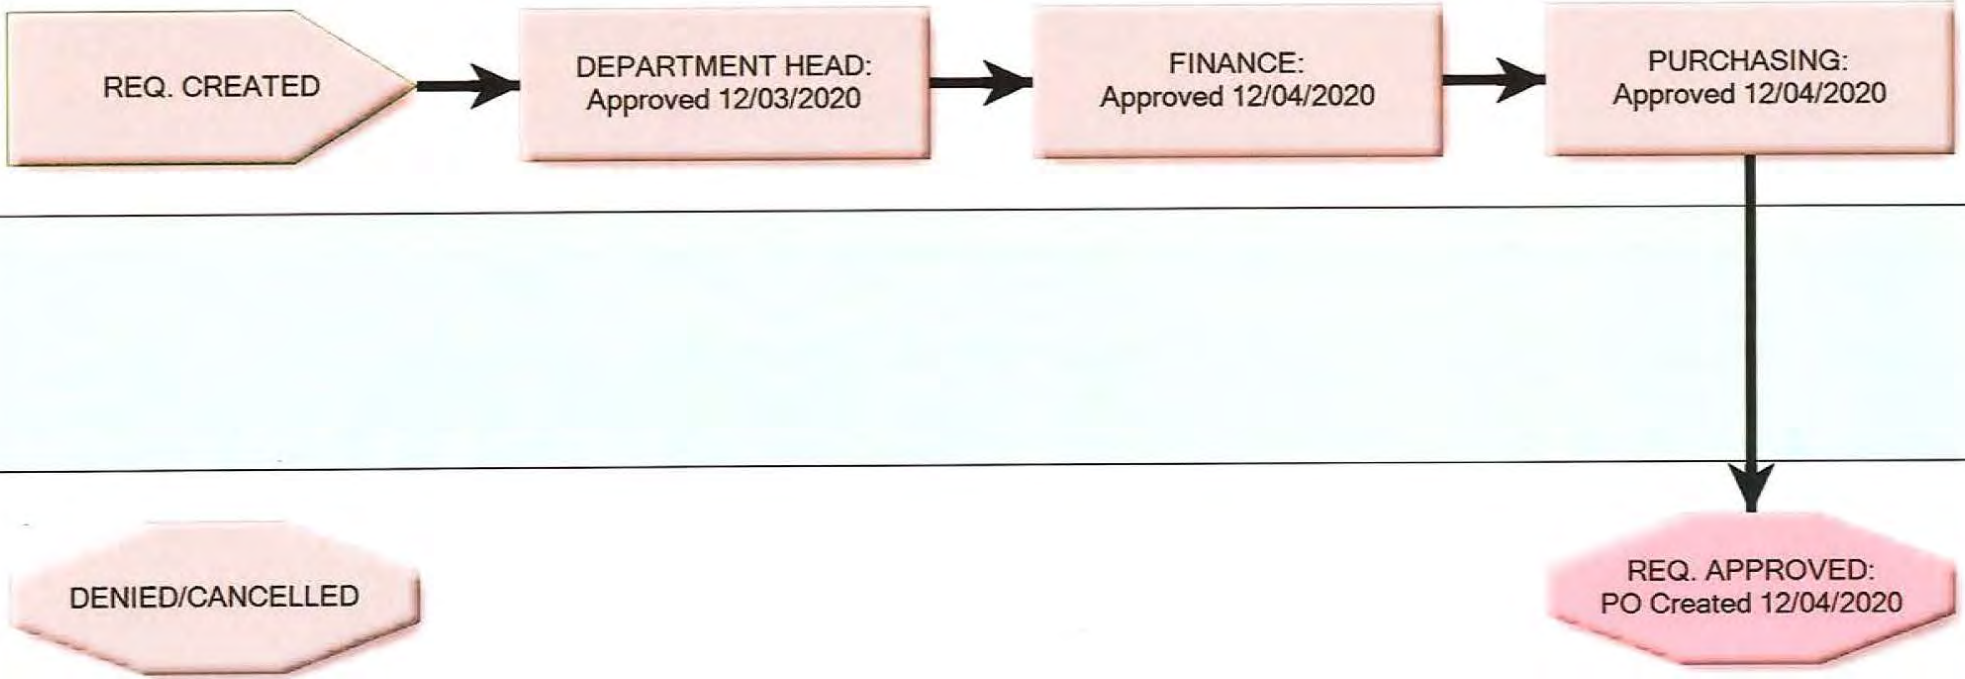 REQ. CREATED
DEPARTMENT HEAD:
Approved 12/03/2020
FINANCE:
Approved 12/04/2020
PURCHASING:
Approved 12/04/2020
DENIED/CANCELLED
REQ. APPROVED:
PO Created 12/04/2020